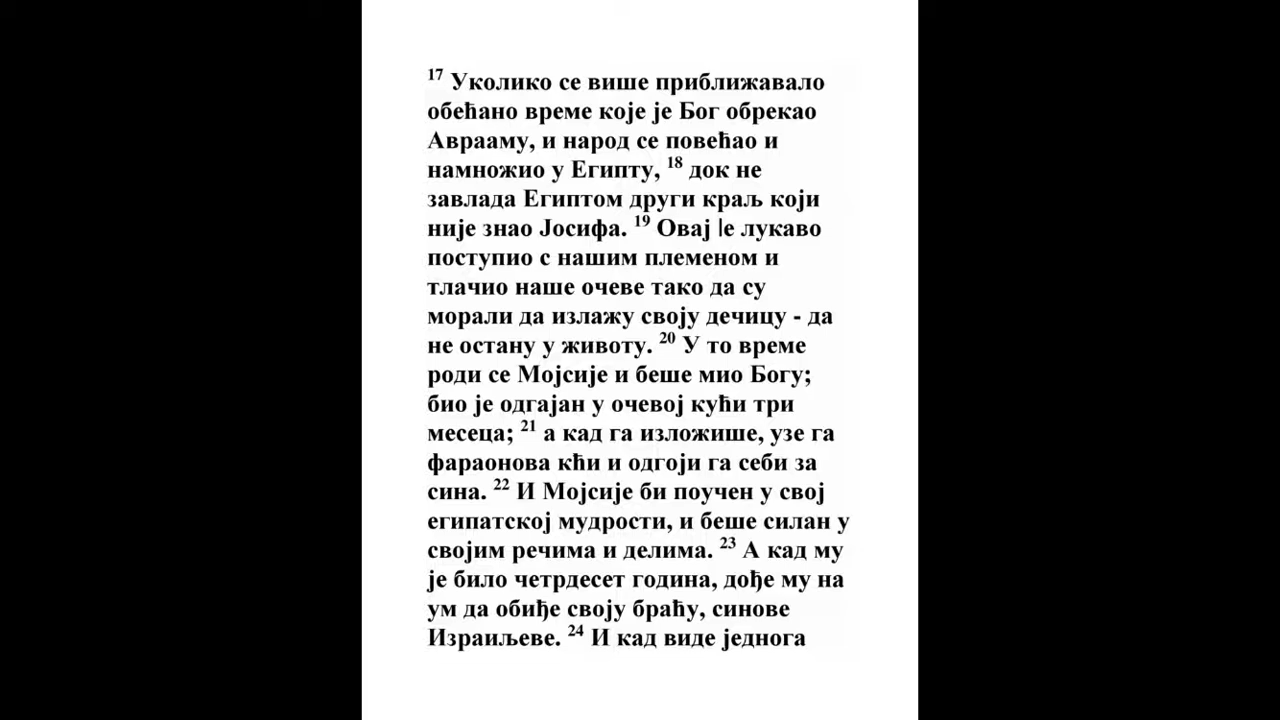 17 Уколико се више приближавало
обећано време које је Бог обрекао
Аврааму, и народ се повећао и
намножио у Египту, 18 док не
завлада Египтом други краљ који
није знао Јосифа. 19 Овај le лукаво
поступио с нашим племеном и
тлачио наше очеве тако да су
морали да излажу своју дечицу - да
не остану у животу. 20 У то време
роди се Мојсије и беше мио Богу;
био је одгајан у очевој кући три
месеца; 21 а кад га изложише, узе га
фараонова кћи и одгоји га себи за
сина. 22 И Мојсије би поучен у свој
египатској мудрости, и беше силан у
својим речима и делима. 23 А кад му
је било четрдесет година, дође му на
ум да обиђе своју браћу, синове
Израиљеве. 24 И кад виде једнога